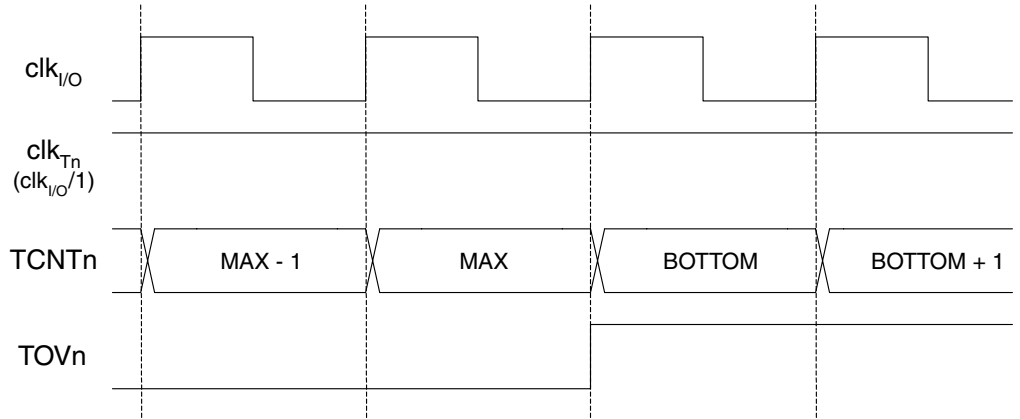 clkI/O
clkTn
(clkI/O/1)
TCNTn MAX - 1 MAX BOTTOM BOTTOM + 1
TOVn